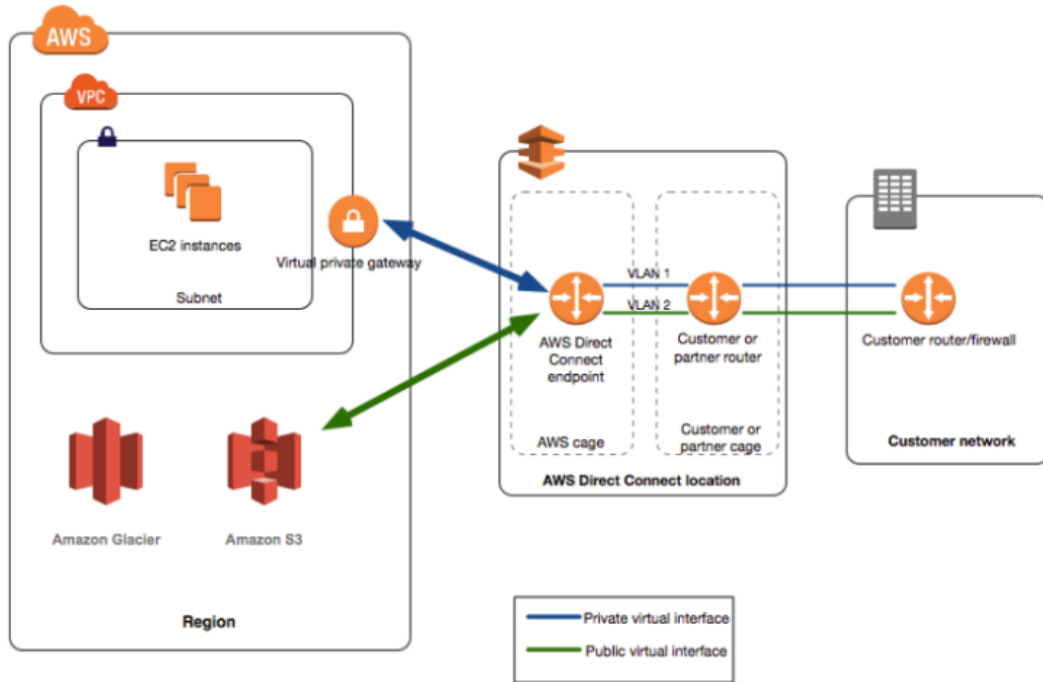 AWS
VPC
EC2 instances
Subnet
Virtual private gateway
Amazon Glacier
Amazon S3
Region
VLAN 1
VLAN 2
AWS Direct
Connect
endpoint
AWS cage
Customer or
partner router
Customer or
partner cage
AWS Direct Connect location
Customer router/firewall
Customer network
Private virtual interface
Public virtual interface